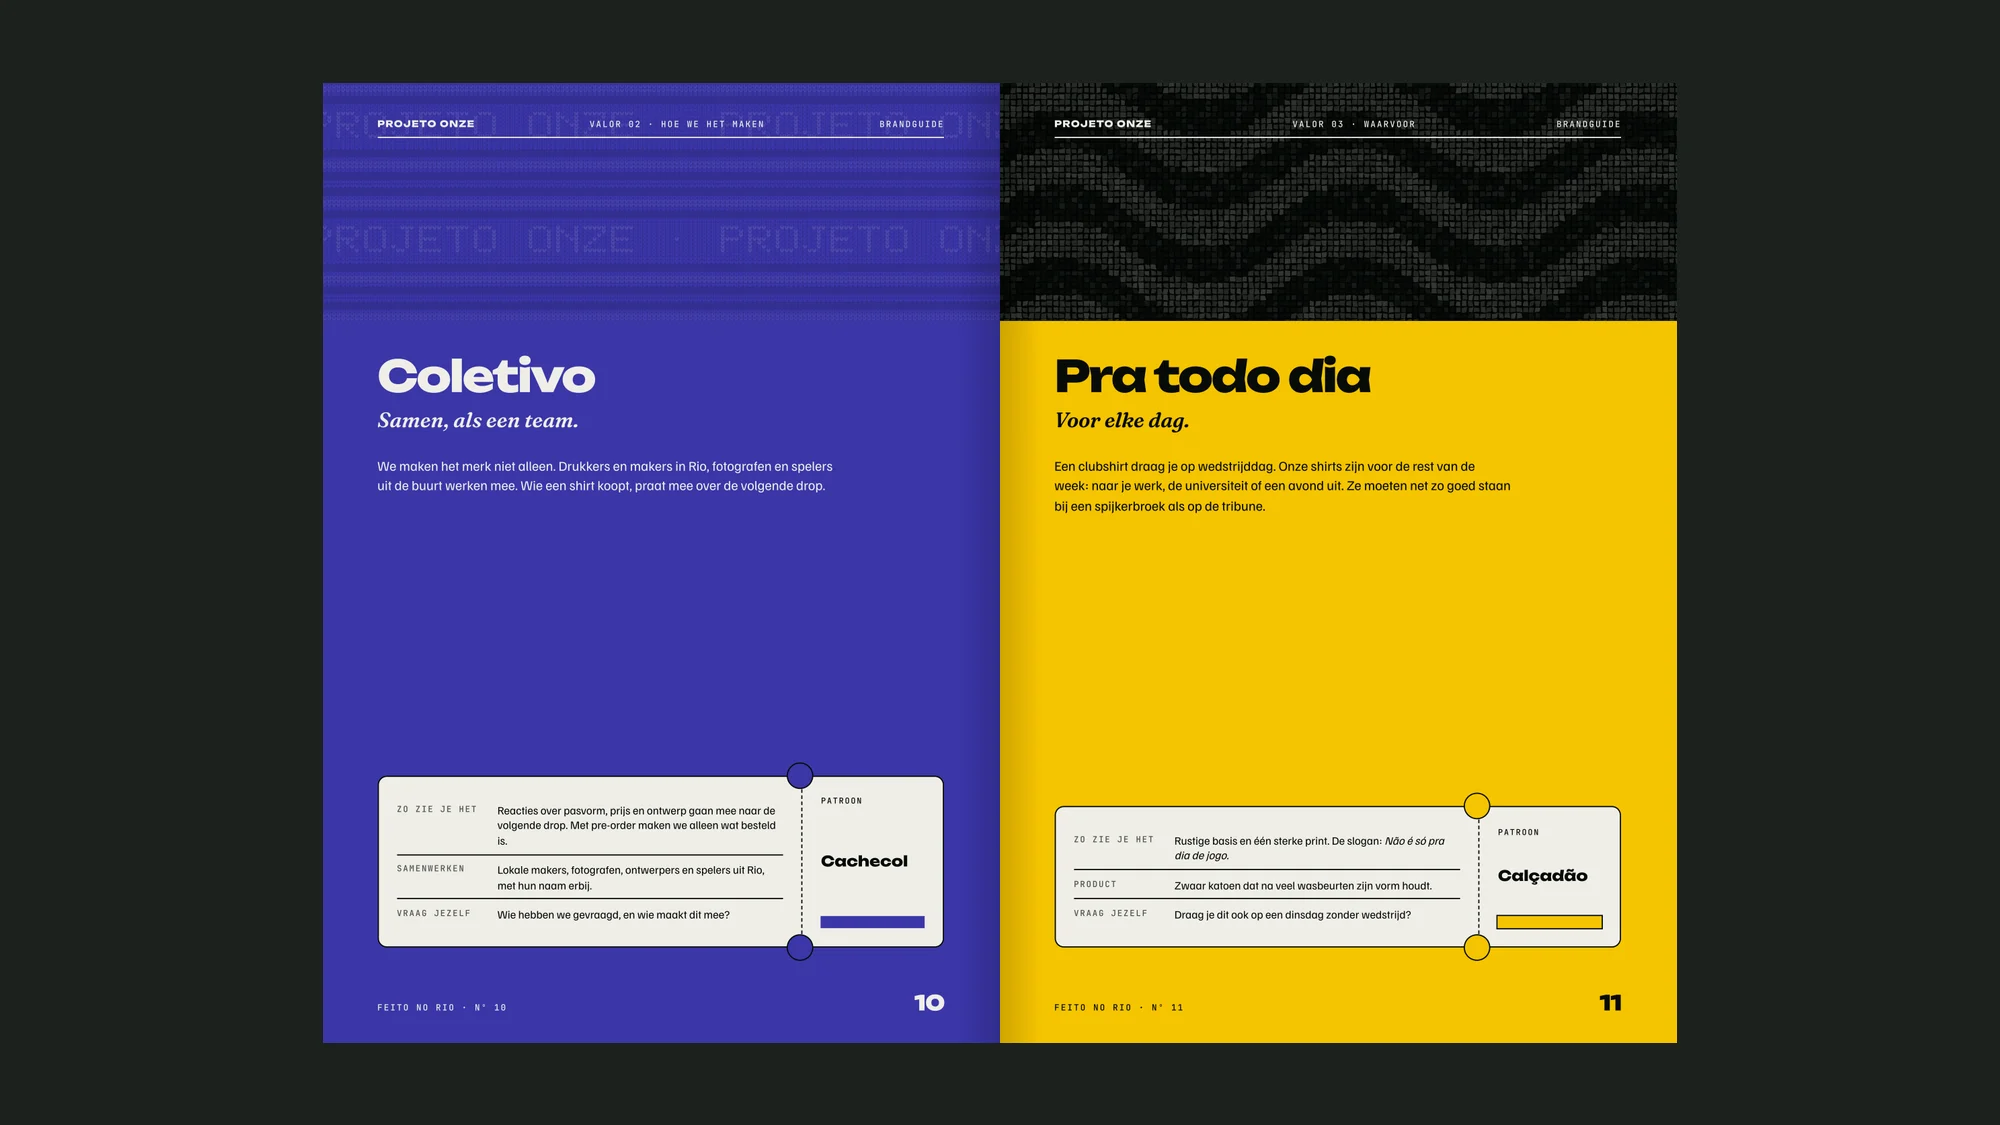 PROJETO ONZE
VALOR 02 · HOE WE HET MAKEN
BRANDGUIDE
PROJETO ONZE · PROJETO ON
Coletivo
Samen, als een team.
We maken het merk niet alleen. Drukkers en makers in Rio, fotografen en spelers
uit de buurt werken mee. Wie een shirt koopt, praat mee over de volgende drop.
ZO ZIE JE HET
Reacties over pasvorm, prijs en ontwerp gaan mee naar de
volgende drop. Met pre-order maken we alleen wat besteld
is.
SAMENWERKEN
Lokale makers, fotografen, ontwerpers en spelers uit Rio,
met hun naam erbij.
VRAAG JEZELF
Wie hebben we gevraagd, en wie maakt dit mee?
PATROON
Cachecol
FEITO NO RIO · N° 10
10
PROJETO ONZE
VALOR 03 · WAARVOOR
BRANDGUIDE
Pra todo dia
Voor elke dag.
Een clubshirt draag je op wedstrijddag. Onze shirts zijn voor de rest van de
week: naar je werk, de universiteit of een avond uit. Ze moeten net zo goed staan
bij een spijkerbroek als op de tribune.
ZO ZIE JE HET
Rustige basis en één sterke print. De slogan: Não é só pra
dia de jogo.
PRODUCT
Zwaar katoen dat na veel wasbeurten zijn vorm houdt.
VRAAG JEZELF
Draag je dit ook op een dinsdag zonder wedstrijd?
PATROON
Calçadão
FEITO NO RIO · N° 11
11